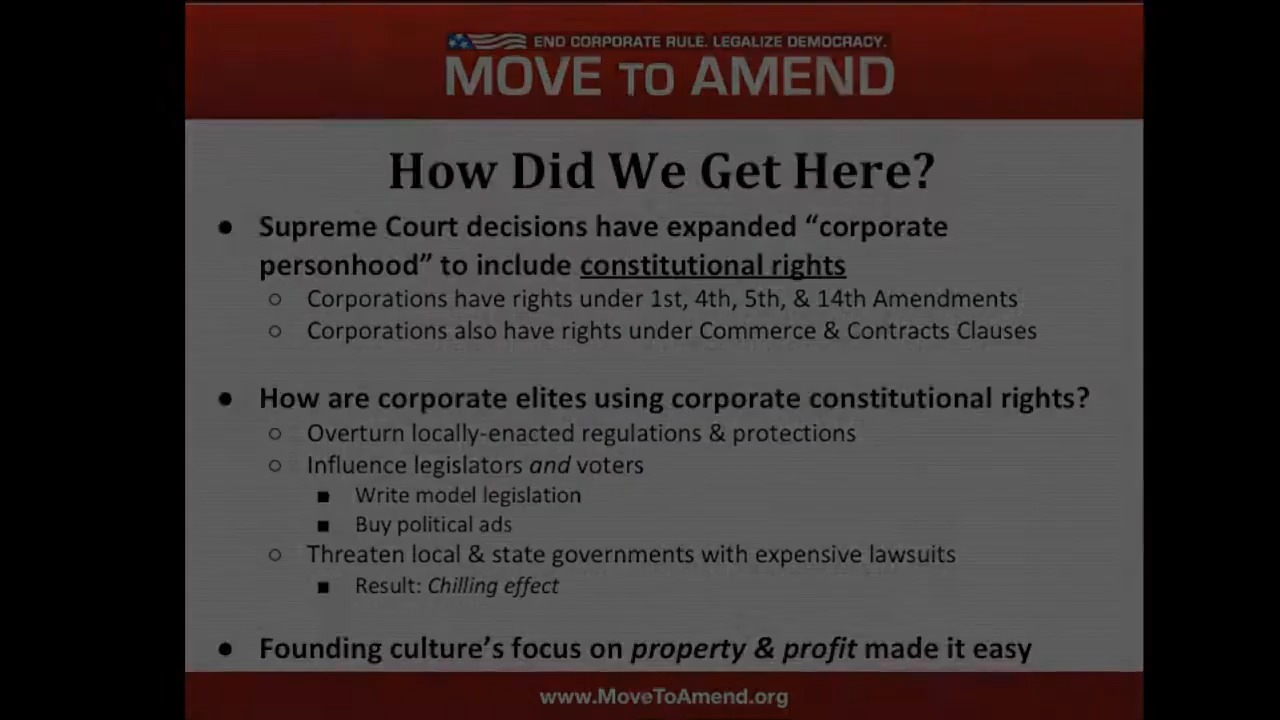 END CORPORATE RULE. LEGALIZE DEMOCRACY.
MOVE TO AMEND
How Did We Get Here?
● Supreme Court decisions have expanded “corporate
personhood” to include constitutional rights
○ Corporations have rights under 1st, 4th, 5th, & 14th Amendments
○ Corporations also have rights under Commerce & Contracts Clauses
● How are corporate elites using corporate constitutional rights?
○ Overturn locally-enacted regulations & protections
○ Influence legislators and voters
■ Write model legislation
■ Buy political ads
○ Threaten local & state governments with expensive lawsuits
■ Result: Chilling effect
● Founding culture’s focus on property & profit made it easy
www.MoveToAmend.org